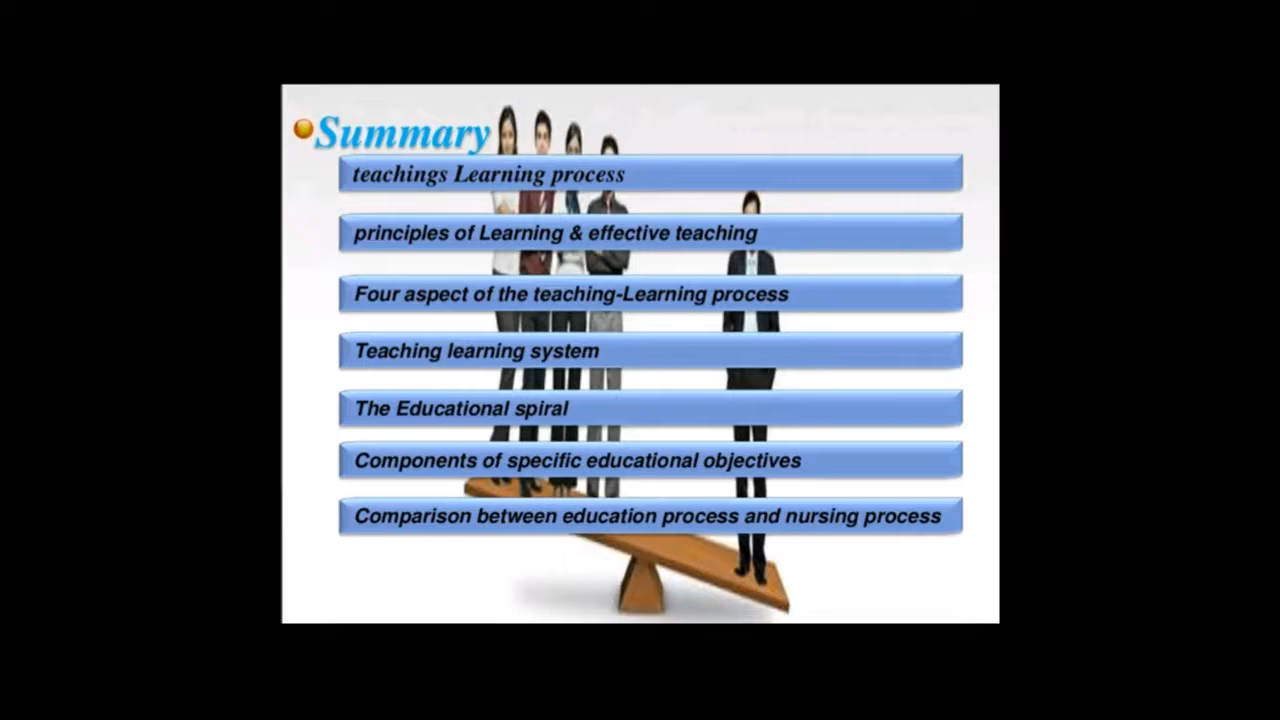 Summary
teachings Learning process
principles of Learning & effective teaching
Four aspect of the teaching-Learning process
Teaching learning system
The Educational spiral
Components of specific educational objectives
Comparison between education process and nursing process